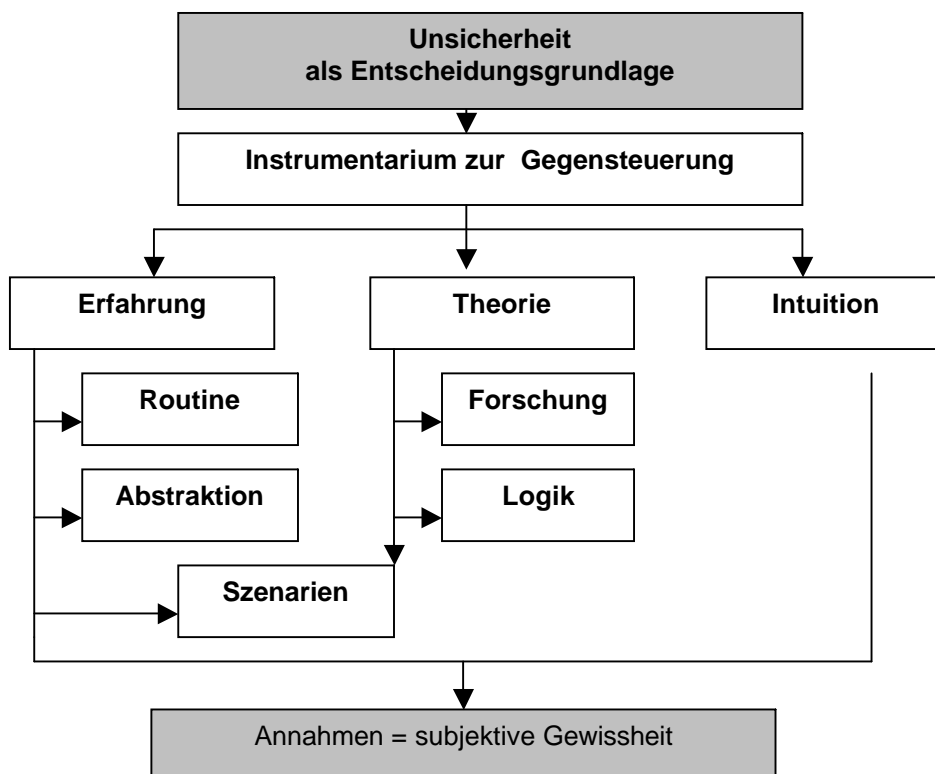 Unsicherheit
als Entscheidungsgrundlage
Instrumentarium zur Gegensteuerung
Erfahrung
Theorie
Intuition
Routine
Forschung
Abstraktion
Logik
Szenarien
Annahmen = subjektive Gewissheit